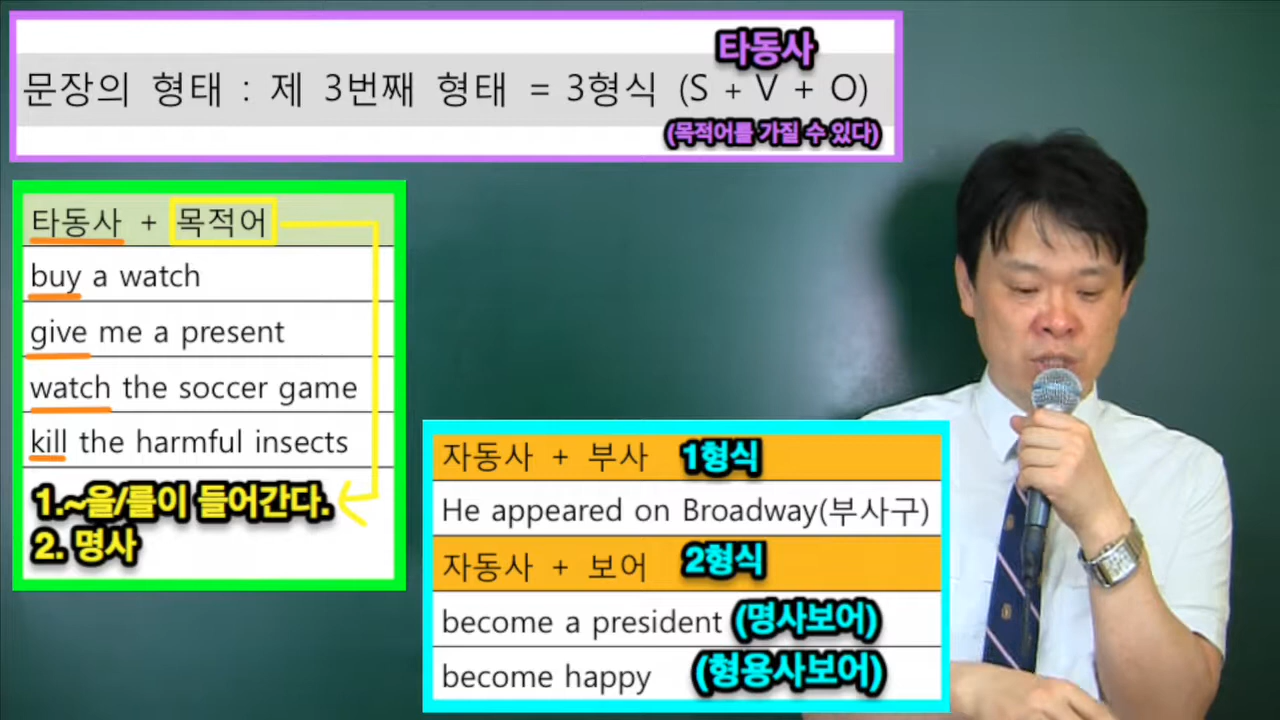 타동사
문장의 형태 : 제 3번째 형태 = 3형식 (S + V + O)
(목적어를 가질 수 있다)
타동사 + 목적어
buy a watch
give me a present
watch the soccer game
kill the harmful insects
1.~을/를이 들어간다.
2. 명사
자동사 + 부사 1형식
He appeared on Broadway(부사구)
자동사 + 보어 2형식
become a president (명사보어)
become happy (형용사보어)